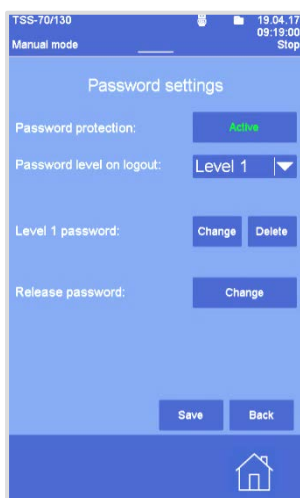 TSS-70/130 19.04.17
09:19:00
Manual mode Stop
Password settings
Password protection: Active
Password level on logout: Level 1
Level 1 password: Change Delete
Release password: Change
Save Back